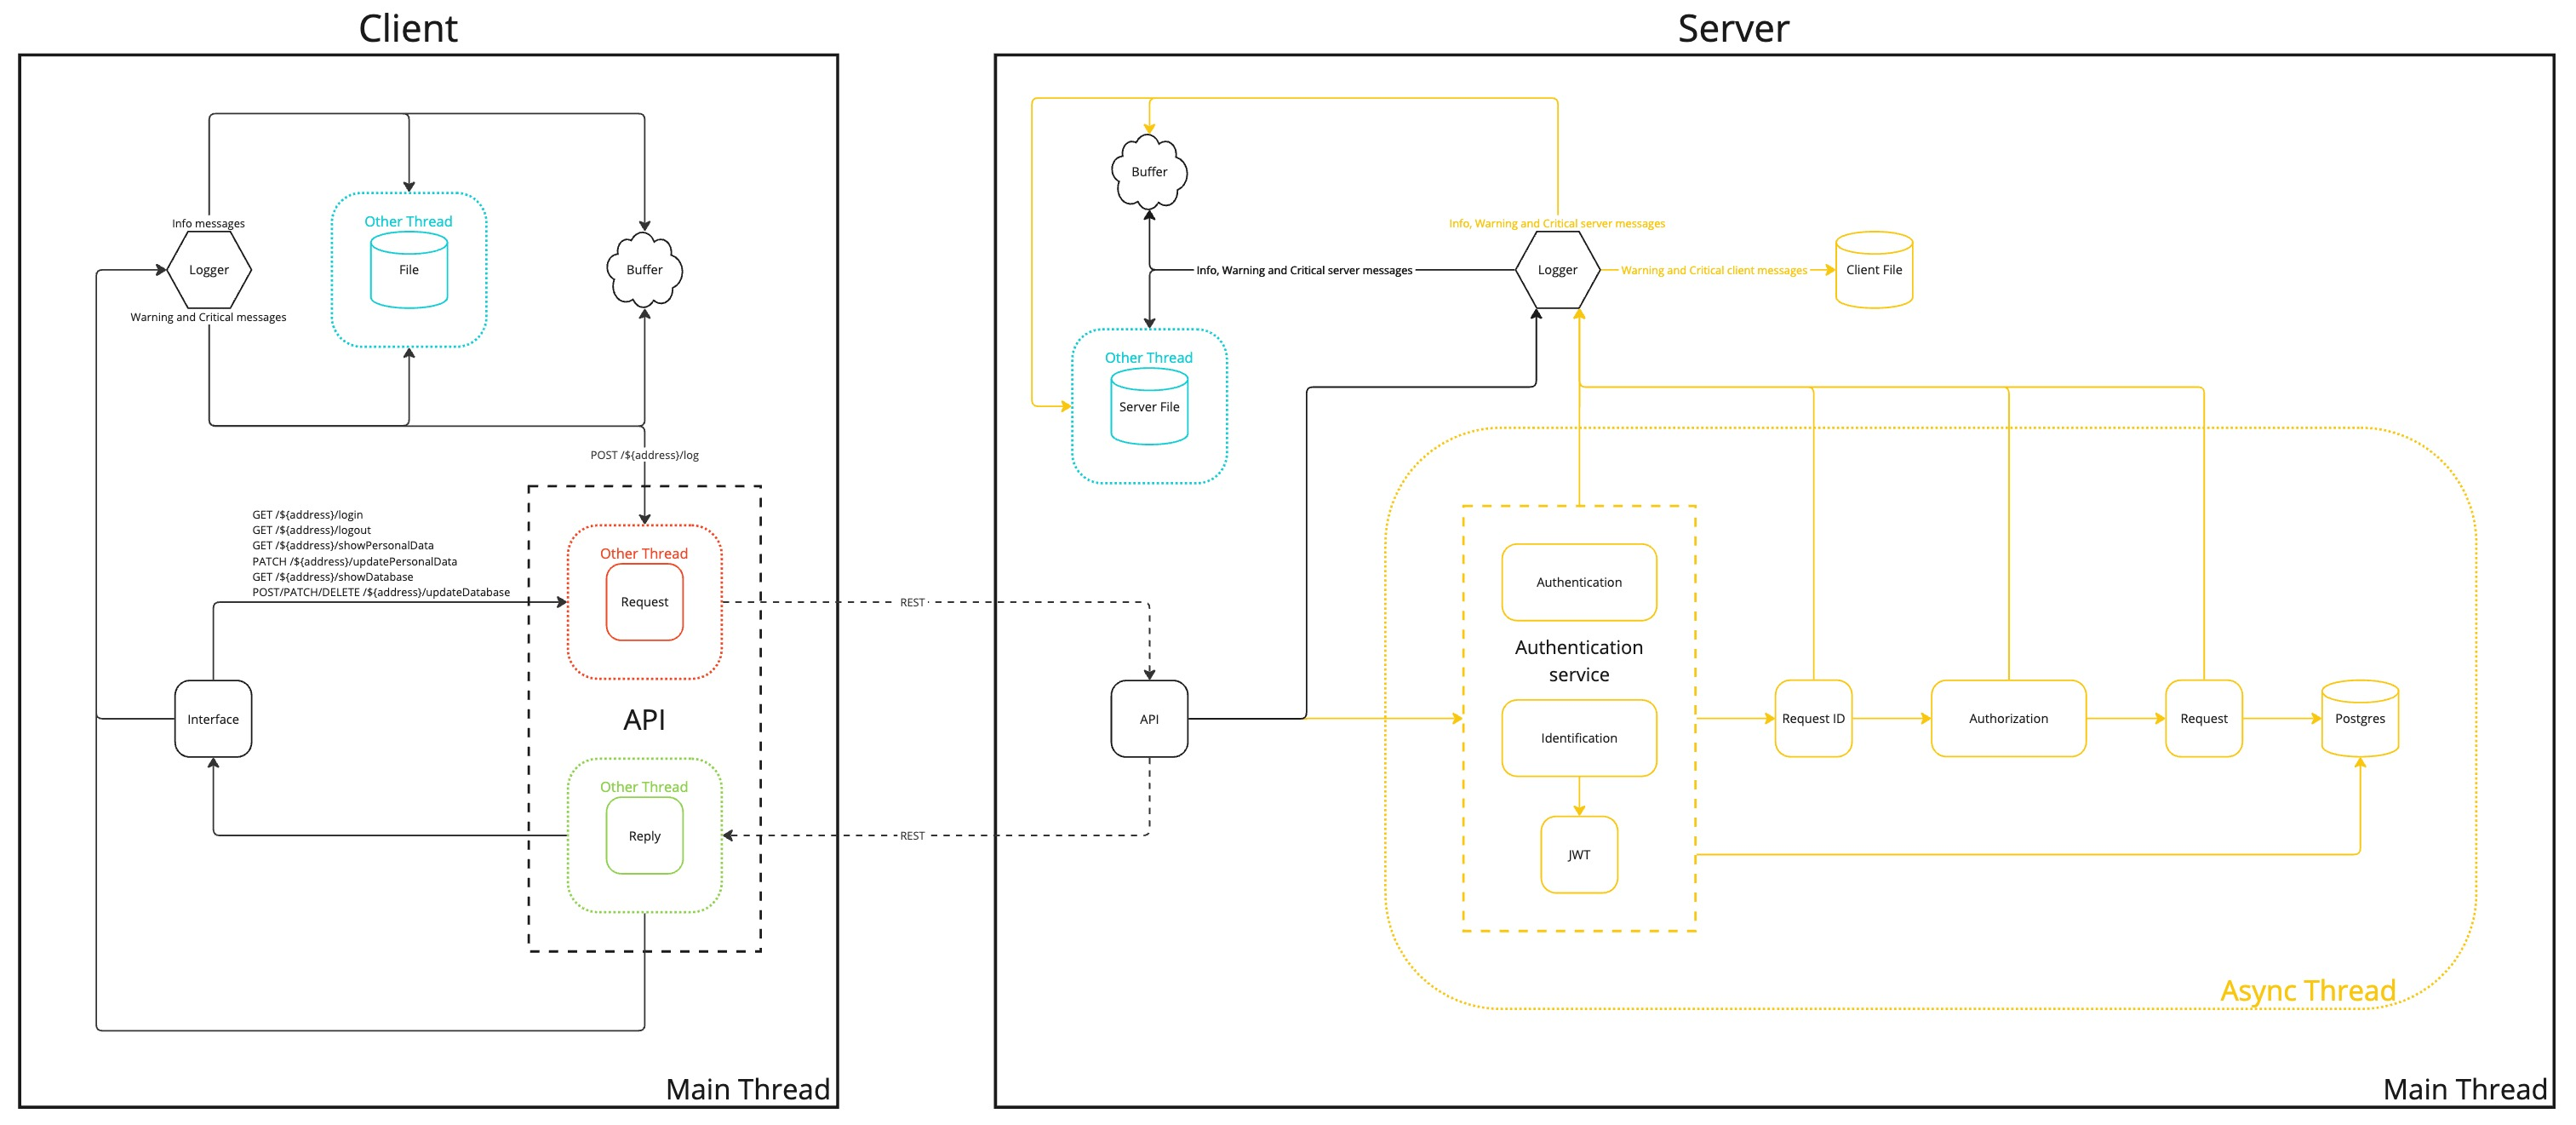 Client
Info messages
Logger
Warning and Critical messages
Other Thread
File
Buffer
POST /${address}/log
GET /${address}/login
GET /${address}/logout
GET /${address}/showPersonalData
PATCH /${address}/updatePersonalData
GET /${address}/showDatabase
POST/PATCH/DELETE /${address}/updateDatabase
Other Thread
Request
Interface
API
Other Thread
Reply
Main Thread
REST
REST
Server
Buffer
Info, Warning and Critical server messages
Info, Warning and Critical server messages
Logger
Warning and Critical client messages
Client File
Other Thread
Server File
API
Authentication
Authentication
service
Identification
JWT
Request ID
Authorization
Request
Postgres
Async Thread
Main Thread